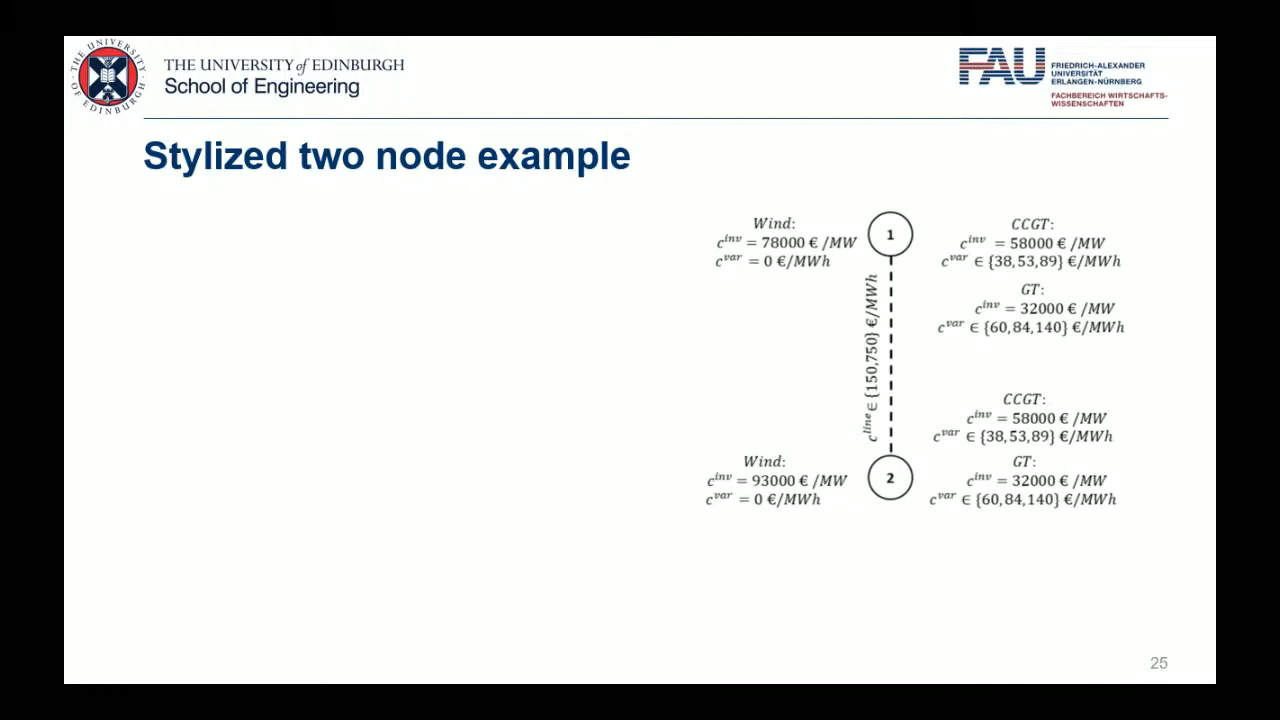 THE UNIVERSITY OF EDINBURGH
THE UNIVERSITY of EDINBURGH
School of Engineering
FAU
FRIEDRICH-ALEXANDER
UNIVERSITÄT
ERLANGEN-NÜRNBERG
FACHBEREICH WIRTSCHAFTS-
WISSENSCHAFTEN
Stylized two node example
Wind:
c^inv = 78000 € /MW
c^var = 0 €/MWh
1
CCGT:
c^inv = 58000 € /MW
c^var ∈ {38, 53, 89} €/MWh
GT:
c^inv = 32000 € /MW
c^var ∈ {60, 84, 140} €/MWh
c^line ∈ {150,750} €/MWh
CCGT:
c^inv = 58000 € /MW
c^var ∈ {38, 53, 89} €/MWh
Wind:
c^inv = 93000 € /MW
c^var = 0 €/MWh
2
GT:
c^inv = 32000 € /MW
c^var ∈ {60, 84, 140} €/MWh
25